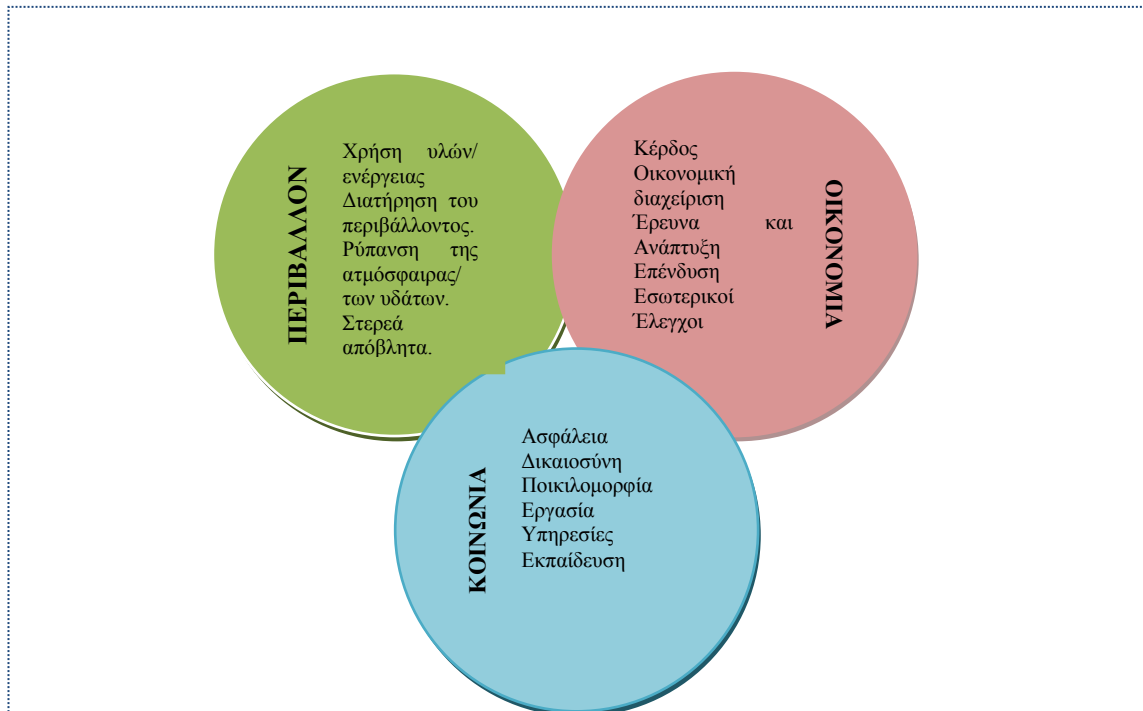 ΠΕΡΙΒΑΛΛΟΝ
Χρήση υλών/
ενέργειας
Διατήρηση του
περιβάλλοντος.
Ρύπανση της
ατμόσφαιρας/
των υδάτων.
Στερεά
απόβλητα.
Κέρδος
Οικονομική
διαχείριση
Έρευνα και
Ανάπτυξη
Επένδυση
Εσωτερικοί
Έλεγχοι
ΟΙΚΟΝΟΜΙΑ
ΚΟΙΝΩΝΙΑ
Ασφάλεια
Δικαιοσύνη
Ποικιλομορφία
Εργασία
Υπηρεσίες
Εκπαίδευση